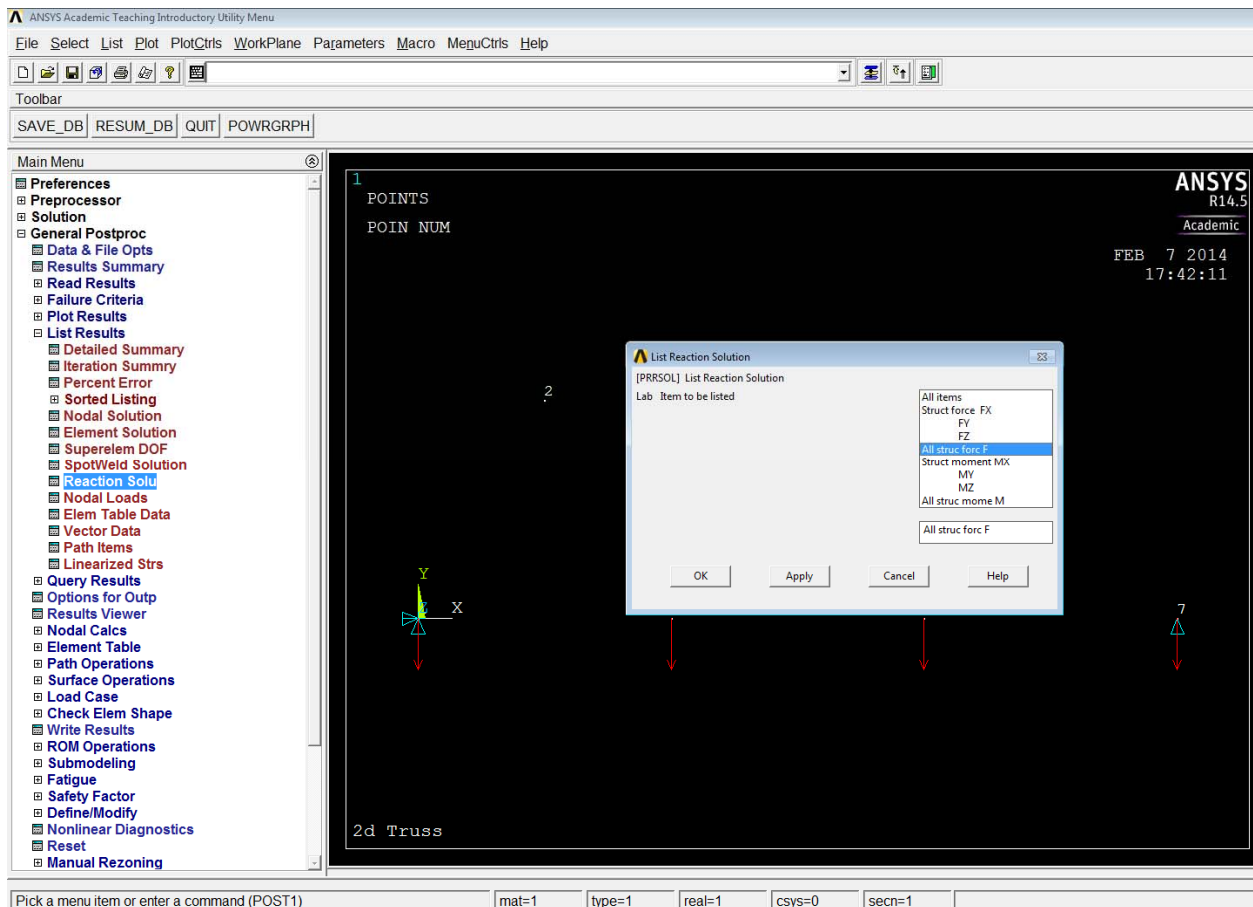 ANSYS Academic Teaching Introductory Utility Menu
File Select List Plot PlotCtrls WorkPlane Parameters Macro MenuCtrls Help
Toolbar
SAVE_DB RESUM_DB QUIT POWRGRPH
Main Menu
Preferences
Preprocessor
Solution
General Postproc
Data & File Opts
Results Summary
Read Results
Failure Criteria
Plot Results
List Results
Detailed Summary
Iteration Summry
Percent Error
Sorted Listing
Nodal Solution
Element Solution
Superelem DOF
SpotWeld Solution
Reaction Solu
Nodal Loads
Elem Table Data
Vector Data
Path Items
Linearized Strs
Query Results
Options for Outp
Results Viewer
Nodal Calcs
Element Table
Path Operations
Surface Operations
Load Case
Check Elem Shape
Write Results
ROM Operations
Submodeling
Fatigue
Safety Factor
Define/Modify
Nonlinear Diagnostics
Reset
Manual Rezoning
1
POINTS
POIN NUM
ANSYS
R14.5
Academic
FEB 7 2014
17:42:11
2
List Reaction Solution
[PRRSOL] List Reaction Solution
Lab Item to be listed
All items
Struct force FX
FY
FZ
All struc forc F
Struct moment MX
MY
MZ
All struc mome M
All struc forc F
OK Apply Cancel Help
Y
Z X
7
2d Truss
Pick a menu item or enter a command (POST1) mat=1 type=1 real=1 csys=0 secn=1